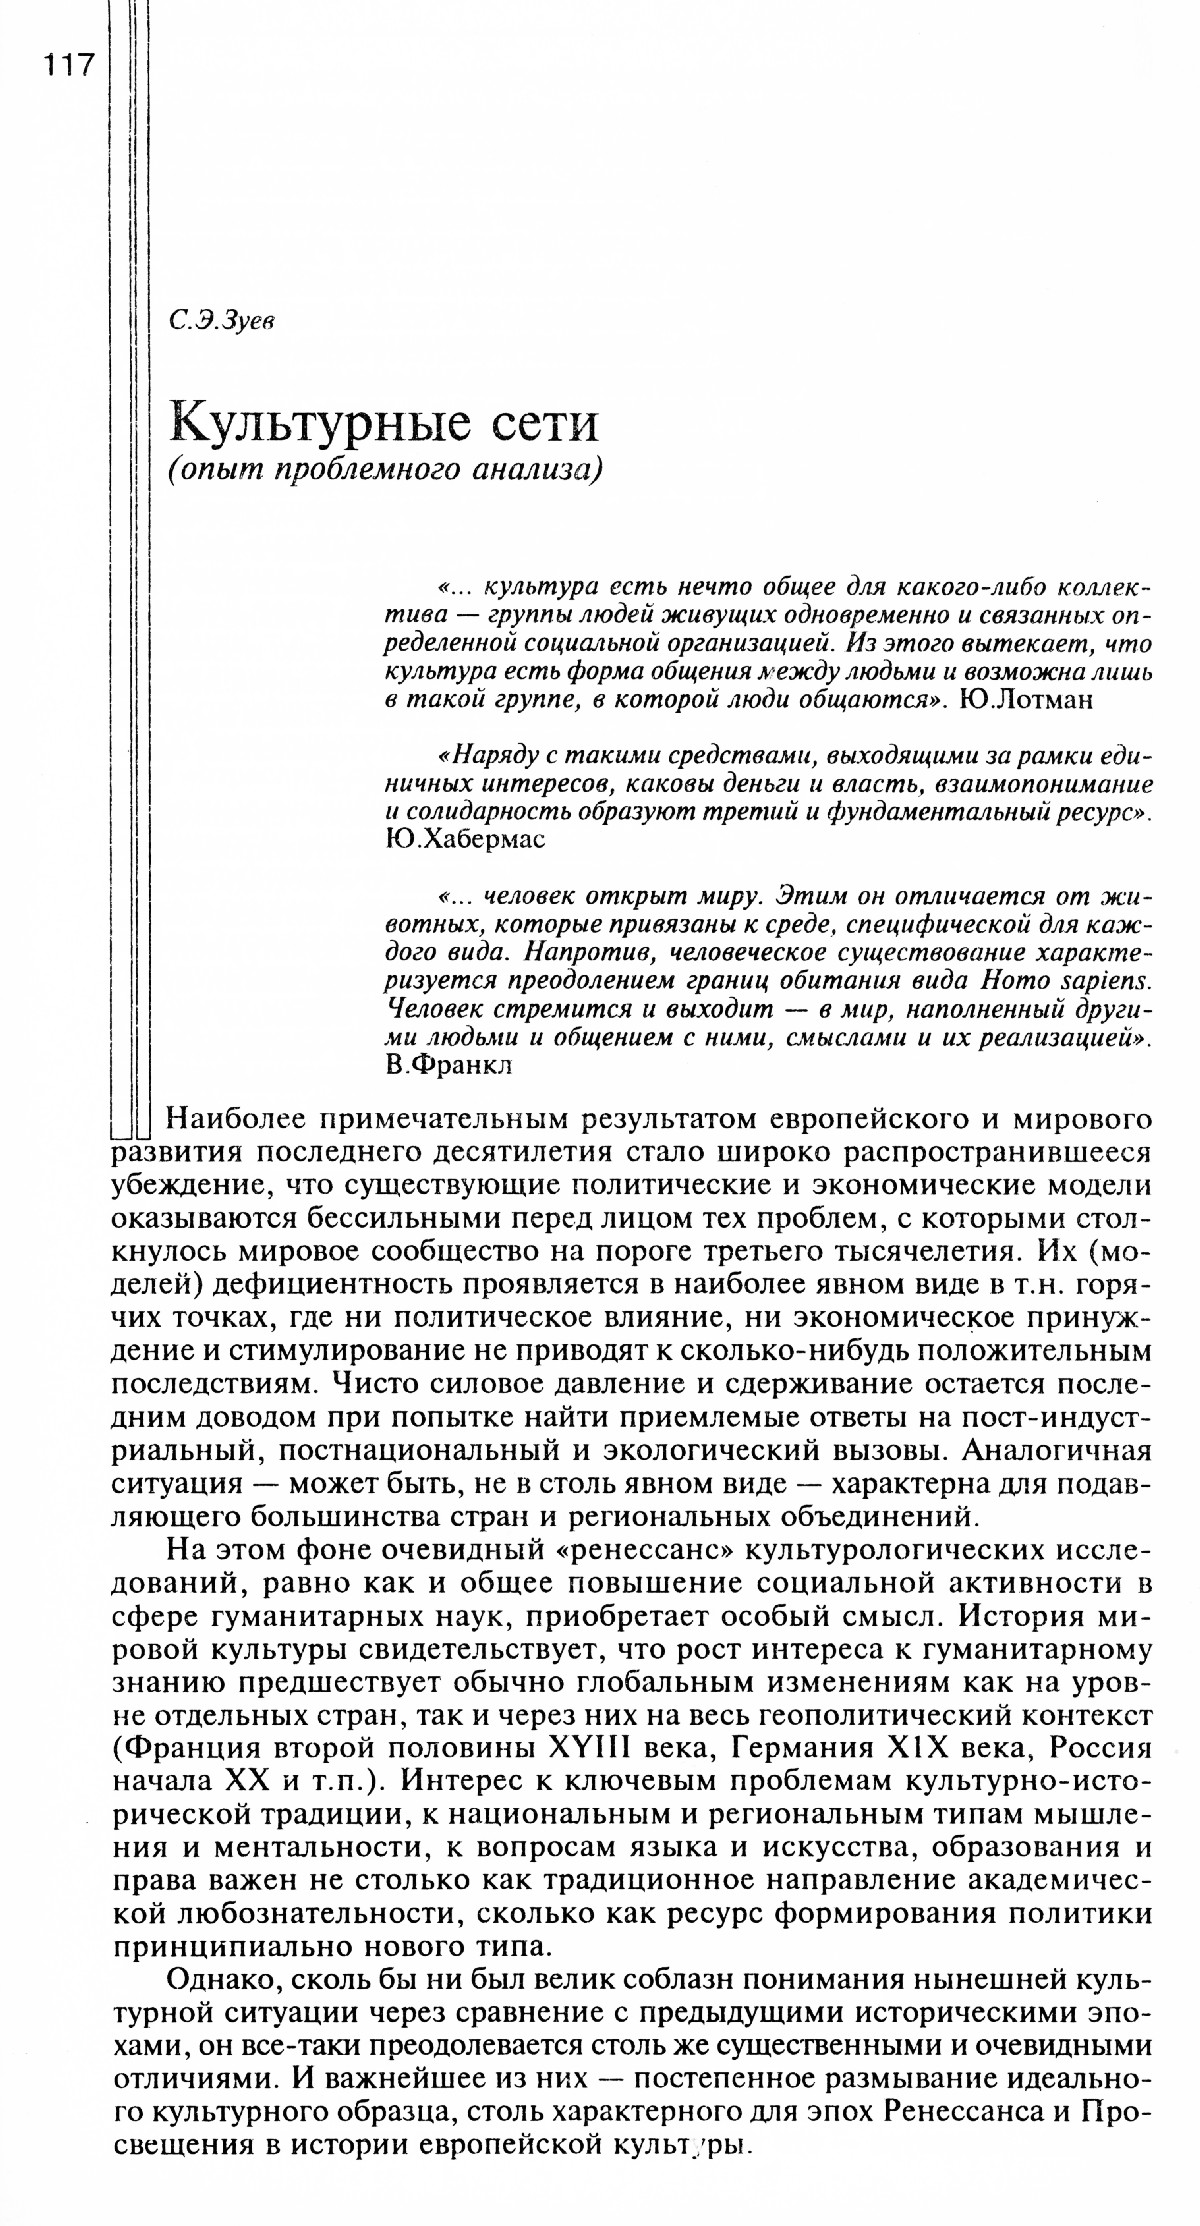 117
С.Э.Зуев
Культурные сети
(опыт проблемного анализа)
«... культура есть нечто общее для какого-либо коллек-
тива — группы людей живущих одновременно и связанных оп-
ределенной социальной организацией. Из этого вытекает, что
культура есть форма общения между людьми и возможна лишь
в такой группе, в которой люди общаются». Ю.Лотман
«Наряду с такими средствами, выходящими за рамки еди-
ничных интересов, каковы деньги и власть, взаимопонимание
и солидарность образуют третий и фундаментальный ресурс».
Ю.Хабермас
«... человек открыт миру. Этим он отличается от жи-
вотных, которые привязаны к среде, специфической для каж-
дого вида. Напротив, человеческое существование характе-
ризуется преодолением границ обитания вида Homo sapiens.
Человек стремится и выходит — в мир, наполненный други-
ми людьми и общением с ними, смыслами и их реализацией».
В.Франкл
Наиболее примечательным результатом европейского и мирового
развития последнего десятилетия стало широко распространившееся
убеждение, что существующие политические и экономические модели
оказываются бессильными перед лицом тех проблем, с которыми стол-
кнулось мировое сообщество на пороге третьего тысячелетия. Их (мо-
делей) дефициентность проявляется в наиболее явном виде в т.н. горя-
чих точках, где ни политическое влияние, ни экономическое принуж-
дение и стимулирование не приводят к сколько-нибудь положительным
последствиям. Чисто силовое давление и сдерживание остается после-
дним доводом при попытке найти приемлемые ответы на пост-индуст-
риальный, постнациональный и экологический вызовы. Аналогичная
ситуация — может быть, не в столь явном виде — характерна для подав-
ляющего большинства стран и региональных объединений.
На этом фоне очевидный «ренессанс» культурологических иссле-
дований, равно как и общее повышение социальной активности в
сфере гуманитарных наук, приобретает особый смысл. История ми-
ровой культуры свидетельствует, что рост интереса к гуманитарному
знанию предшествует обычно глобальным изменениям как на уров-
не отдельных стран, так и через них на весь геополитический контекст
(Франция второй половины XYIII века, Германия X1X века, Россия
начала XX и т.п.). Интерес к ключевым проблемам культурно-исто-
рической традиции, к национальным и региональным типам мышле-
ния и ментальности, к вопросам языка и искусства, образования и
права важен не столько как традиционное направление академичес-
кой любознательности, сколько как ресурс формирования политики
принципиально нового типа.
Однако, сколь бы ни был велик соблазн понимания нынешней куль-
турной ситуации через сравнение с предыдущими историческими эпо-
хами, он все-таки преодолевается столь же существенными и очевидными
отличиями. И важнейшее из них — постепенное размывание идеально-
го культурного образца, столь характерного для эпох Ренессанса и Про-
свещения в истории европейской культуры.